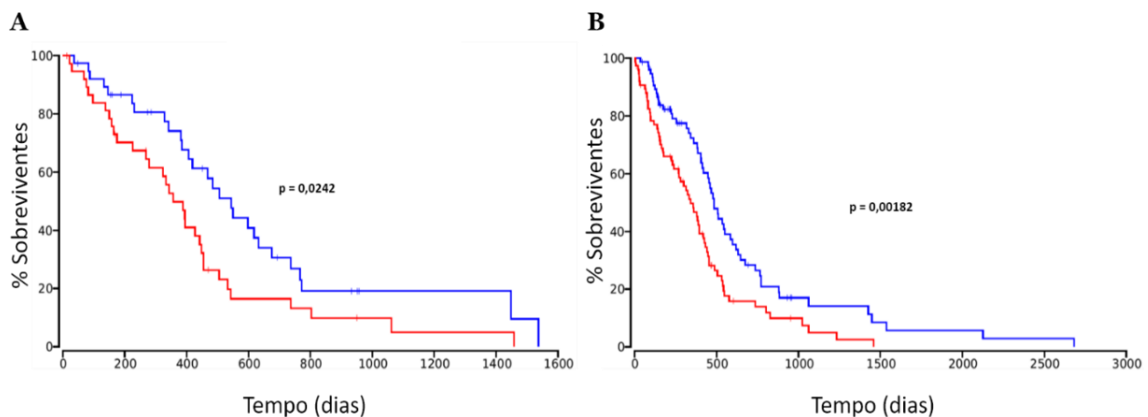 A
B
100
80
60
40
20
0
% Sobreviventes
p = 0,0242
0 200 400 600 800 1000 1200 1400 1600
Tempo (dias)
100
80
60
40
20
0
% Sobreviventes
p = 0,00182
0 500 1000 1500 2000 2500 3000
Tempo (dias)